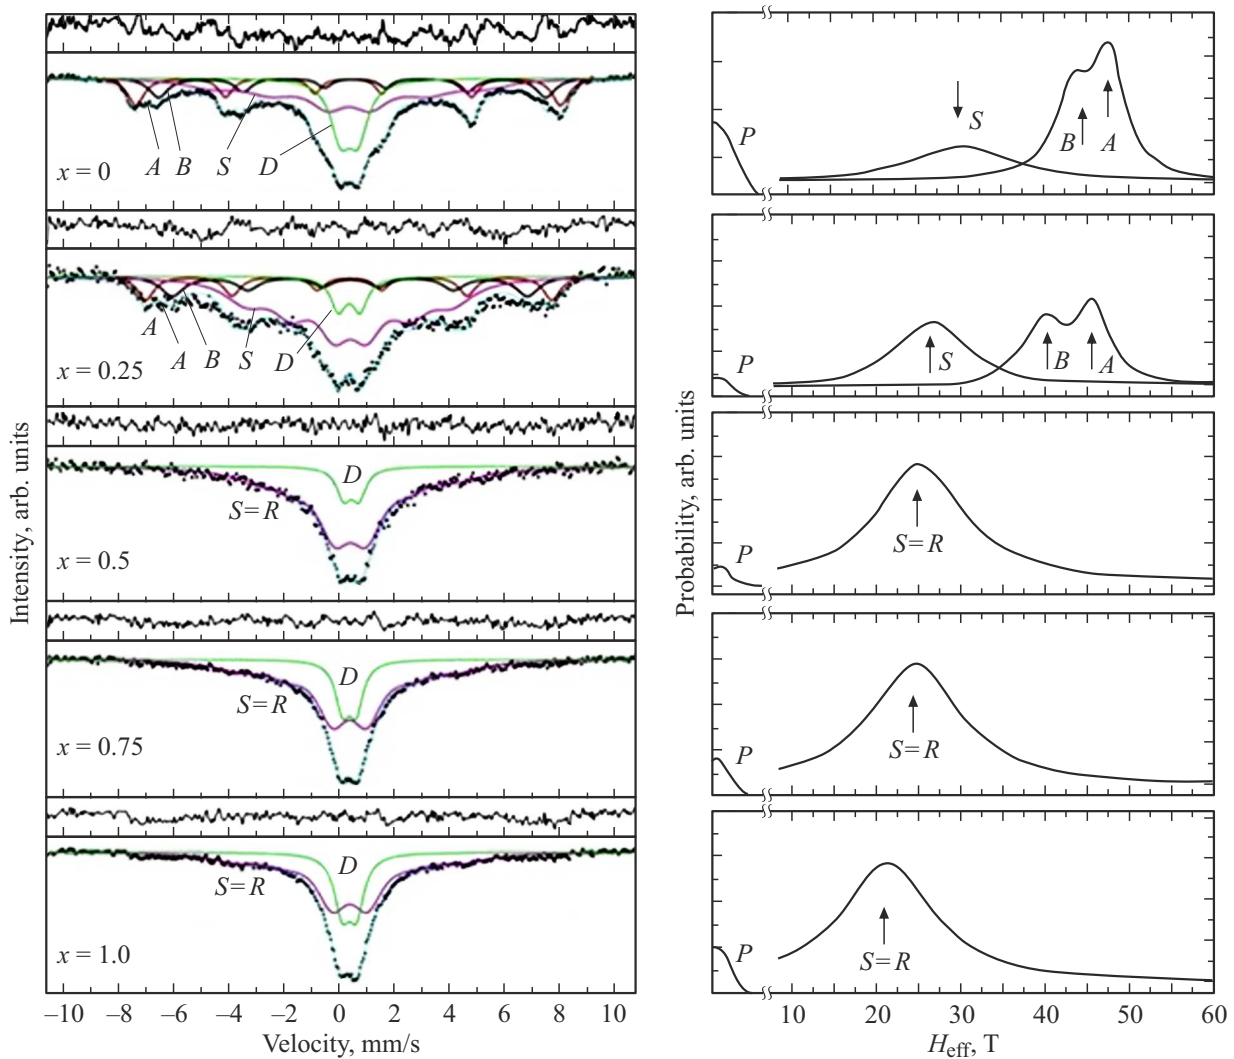 Intensity, arb. units
A B S D
x = 0
A
A B S D
x = 0.25
D
S=R
x = 0.5
D
S=R
x = 0.75
D
S=R
x = 1.0
–10 –8 –6 –4 –2 0 2 4 6 8 10
Velocity, mm/s
Probability, arb. units
P S B A
P S B A
P S=R
P S=R
P S=R
10 20 30 40 50 60
Heff, T